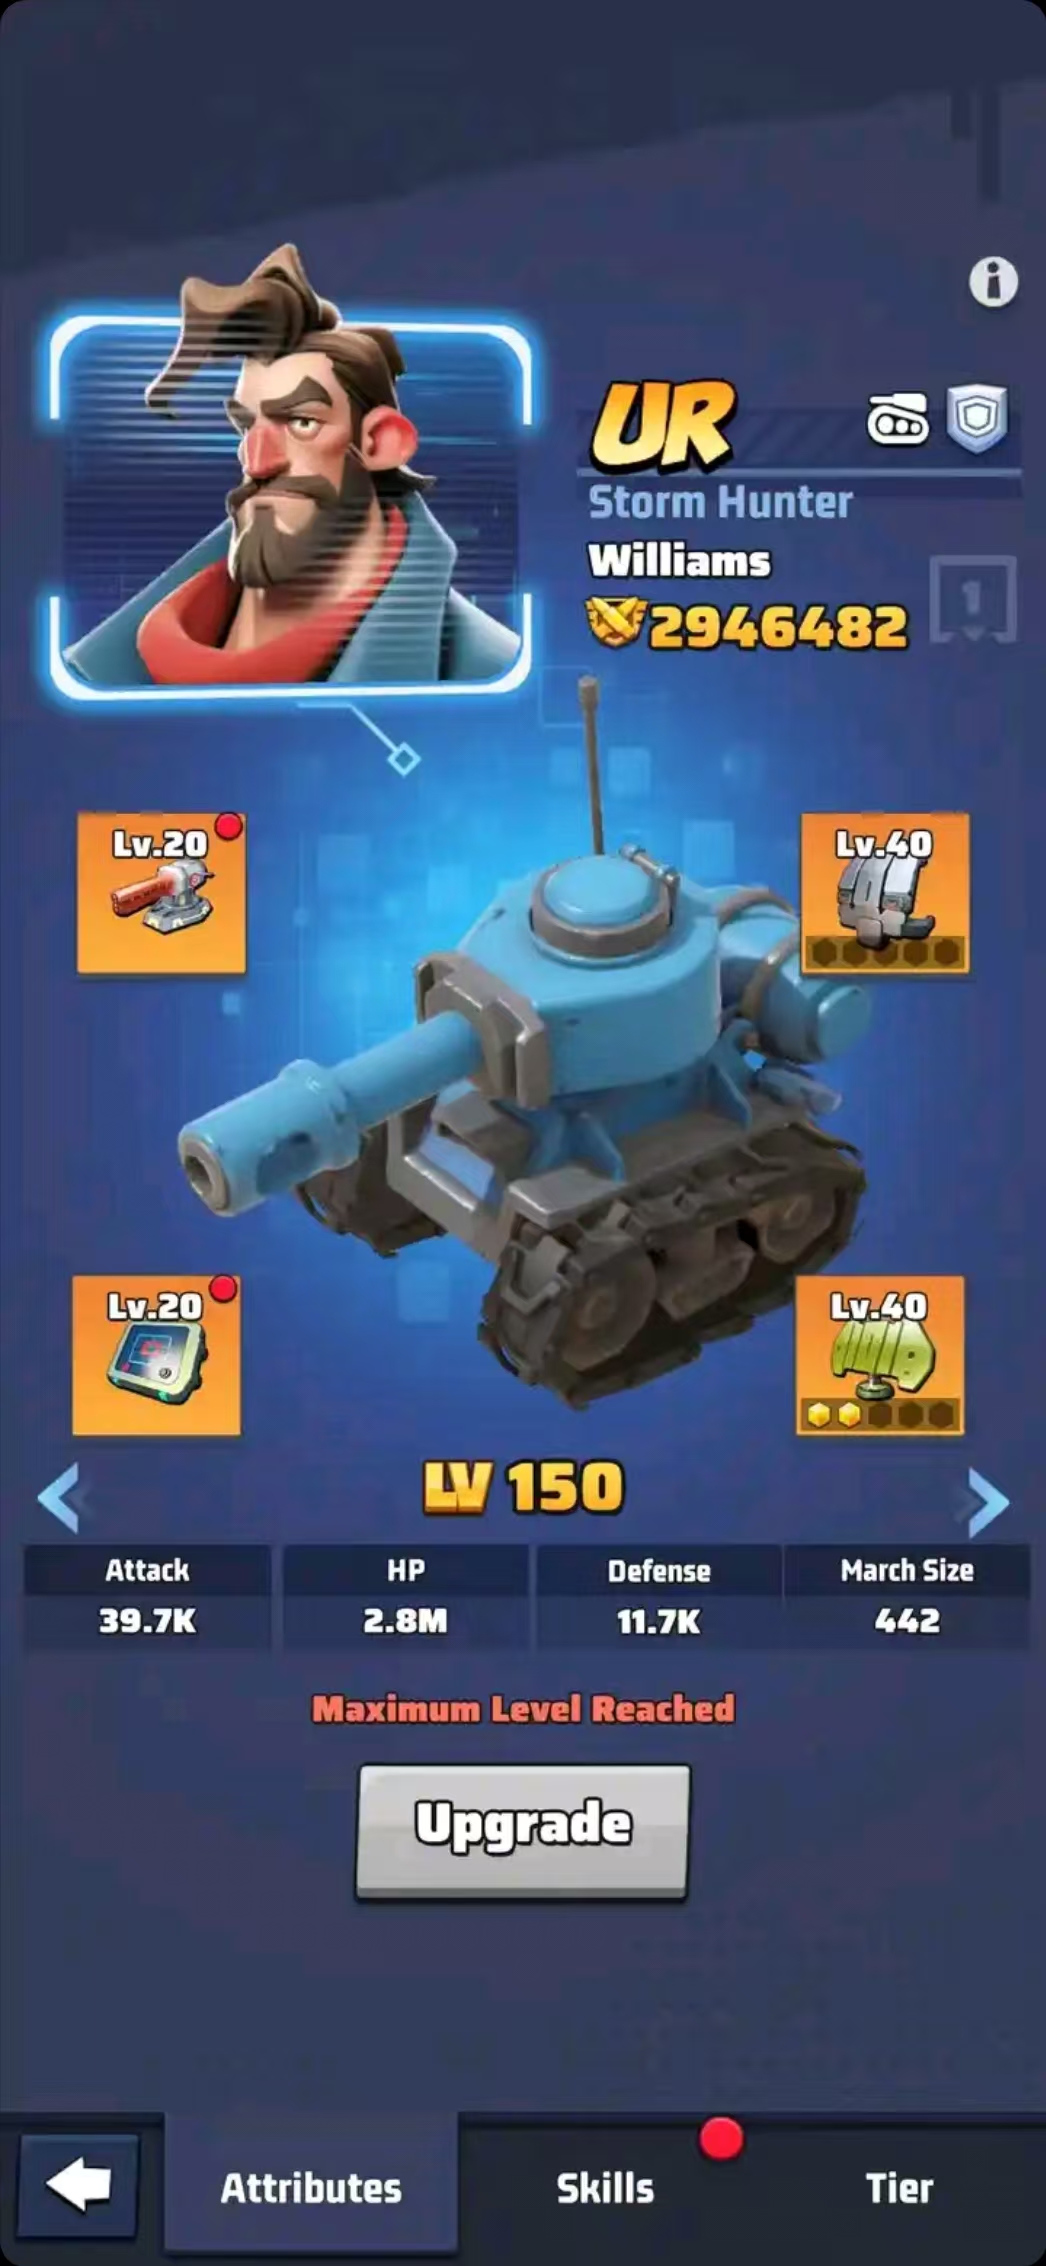 UR
Storm Hunter
Williams
2946482
1
Lv.20
Lv.40
Lv.20
Lv.40
LV 150
Attack HP Defense March Size
39.7K 2.8M 11.7K 442
Maximum Level Reached
Upgrade
Attributes Skills Tier